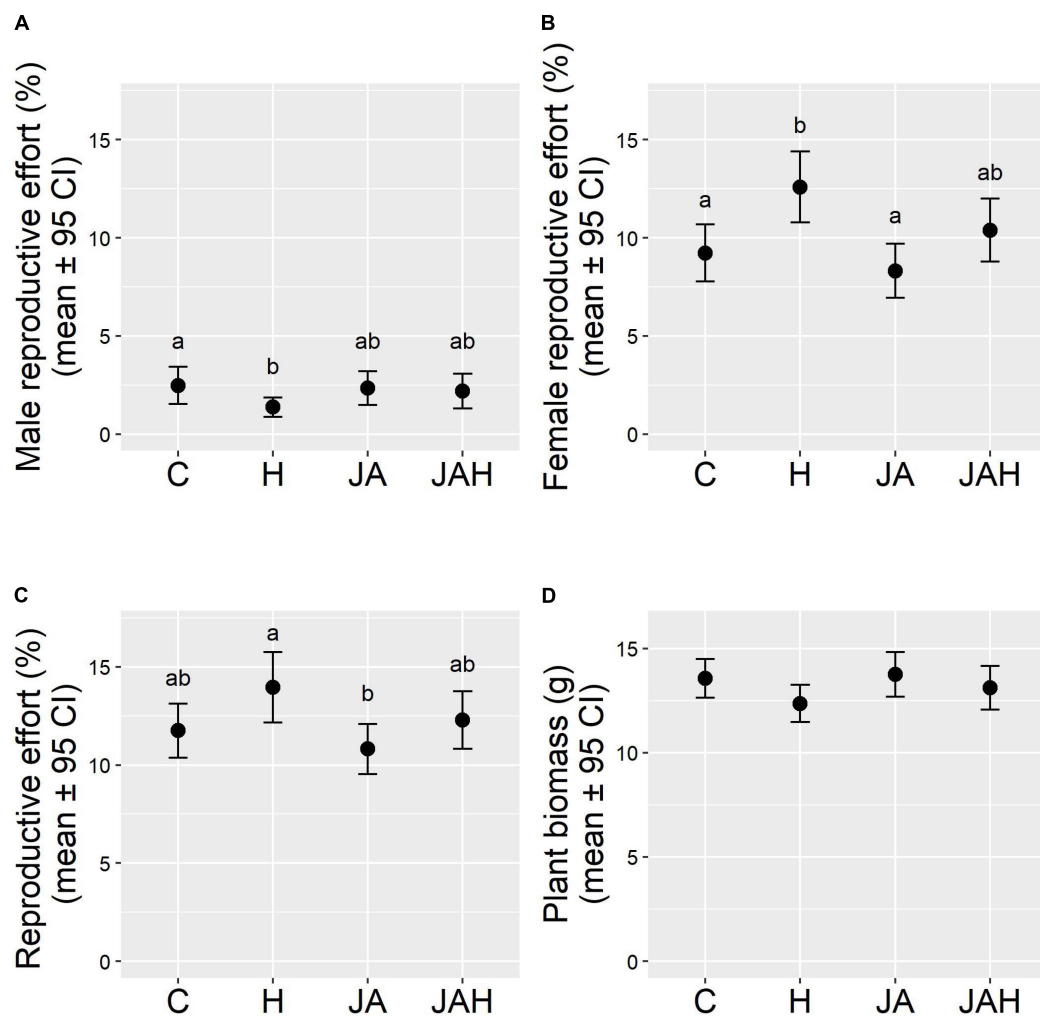 A
Male reproductive effort (%)
(mean ± 95 CI)
15
10
5
0
a
b
ab
ab
C
H
JA
JAH
B
Female reproductive effort (%)
(mean ± 95 CI)
15
10
5
0
a
b
a
ab
C
H
JA
JAH
C
Reproductive effort (%)
(mean ± 95 CI)
15
10
5
0
ab
a
b
ab
C
H
JA
JAH
D
Plant biomass (g)
(mean ± 95 CI)
15
10
5
0
C
H
JA
JAH